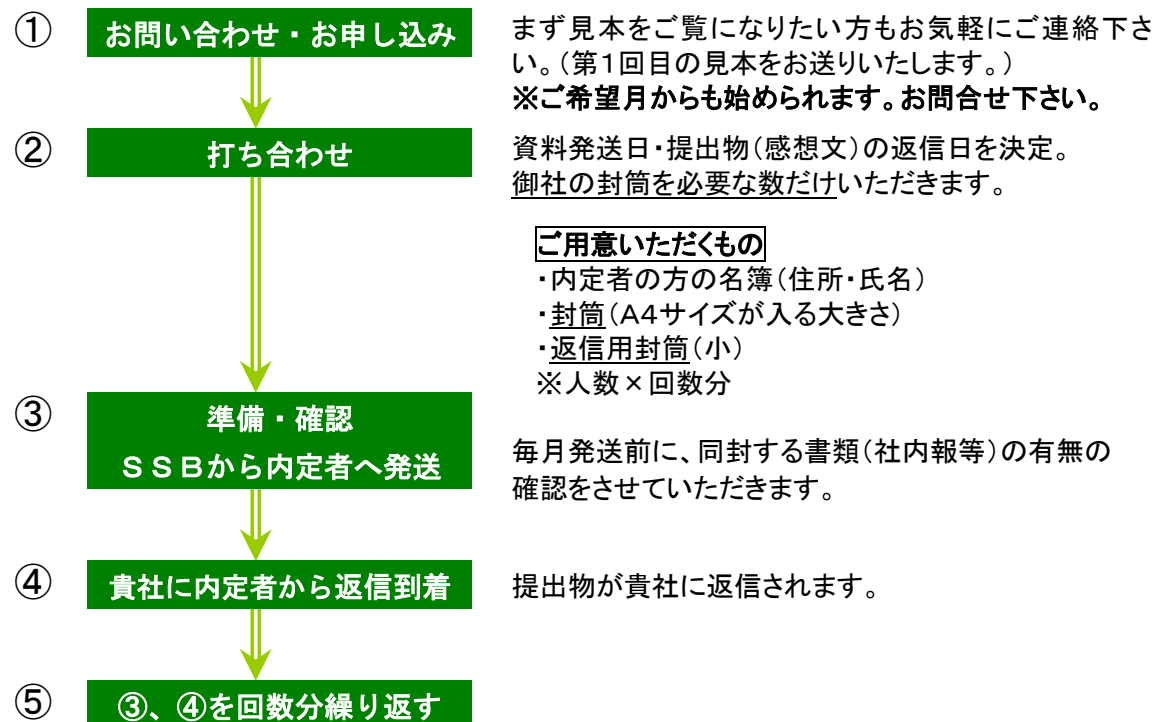 ① お問い合わせ・お申し込み
まず見本をご覧になりたい方もお気軽にご連絡下さ
い。(第1回目の見本をお送りいたします。)
※ご希望月からも始められます。お問合せ下さい。
② 打ち合わせ
資料発送日・提出物(感想文)の返信日を決定。
御社の封筒を必要な数だけいただきます。
ご用意いただくもの
・内定者の方の名簿(住所・氏名)
・封筒(A4サイズが入る大きさ)
・返信用封筒(小)
※人数×回数分
③ 準備・確認
SSBから内定者へ発送
毎月発送前に、同封する書類(社内報等)の有無の
確認をさせていただきます。
④ 貴社に内定者から返信到着
提出物が貴社に返信されます。
⑤ ③、④を回数分繰り返す